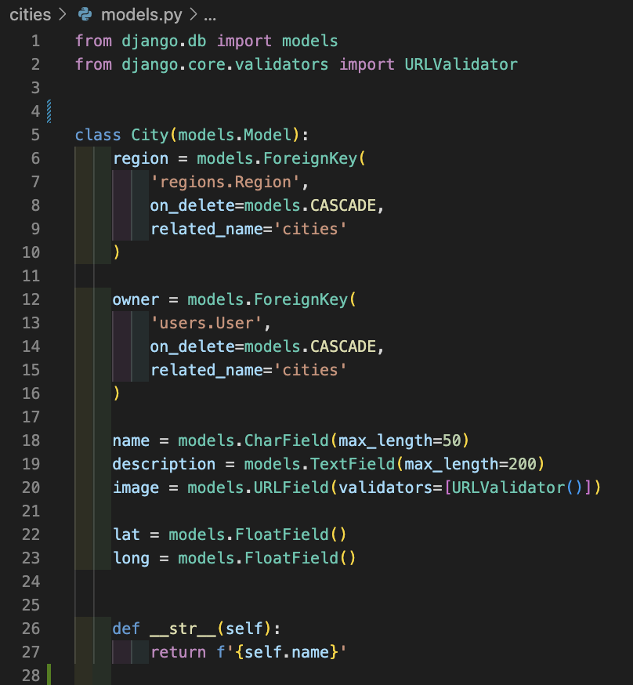 cities > models.py > ...
1 from django.db import models
2 from django.core.validators import URLValidator
3
4
5 class City(models.Model):
6     region = models.ForeignKey(
7         'regions.Region',
8         on_delete=models.CASCADE,
9         related_name='cities'
10     )
11
12     owner = models.ForeignKey(
13         'users.User',
14         on_delete=models.CASCADE,
15         related_name='cities'
16     )
17
18     name = models.CharField(max_length=50)
19     description = models.TextField(max_length=200)
20     image = models.URLField(validators=[URLValidator()])
21
22     lat = models.FloatField()
23     long = models.FloatField()
24
25
26     def __str__(self):
27         return f'{self.name}'
28